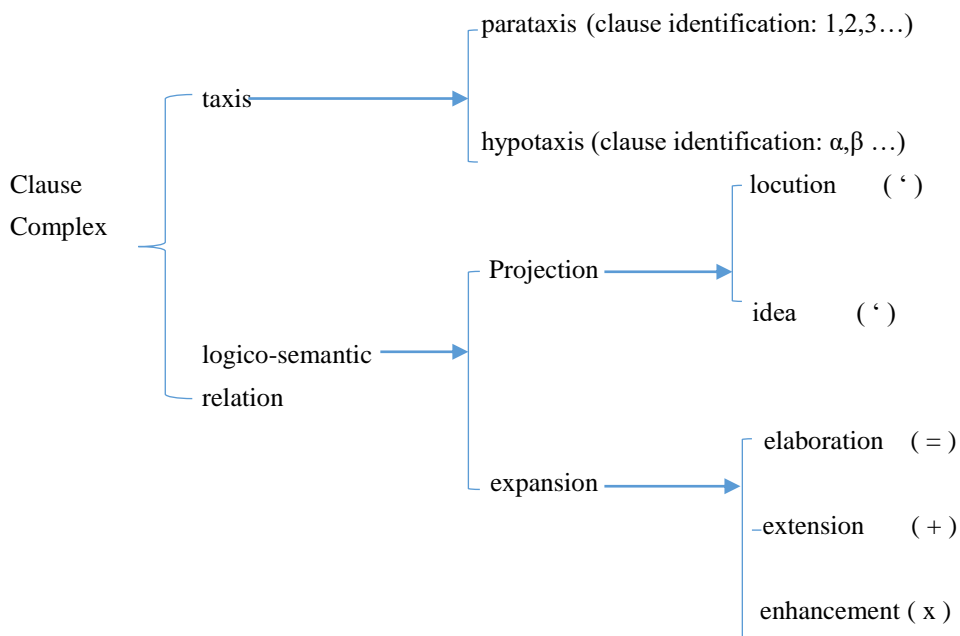 parataxis (clause identification: 1,2,3…)
taxis
hypotaxis (clause identification: α,β …)
Clause
Complex
locution ( ‘ )
Projection
idea ( ‘ )
logico-semantic
relation
elaboration ( = )
expansion
extension ( + )
enhancement ( x )